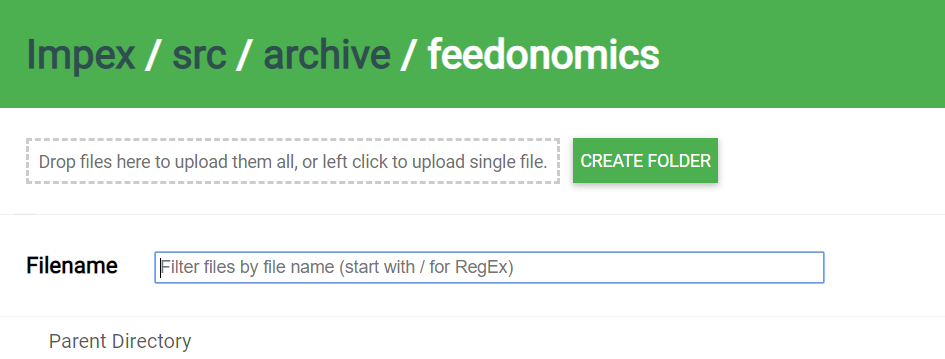 Impex / src / archive / feedonomics
Drop files here to upload them all, or left click to upload single file. CREATE FOLDER
Filename Filter files by file name (start with / for RegEx)
Parent Directory